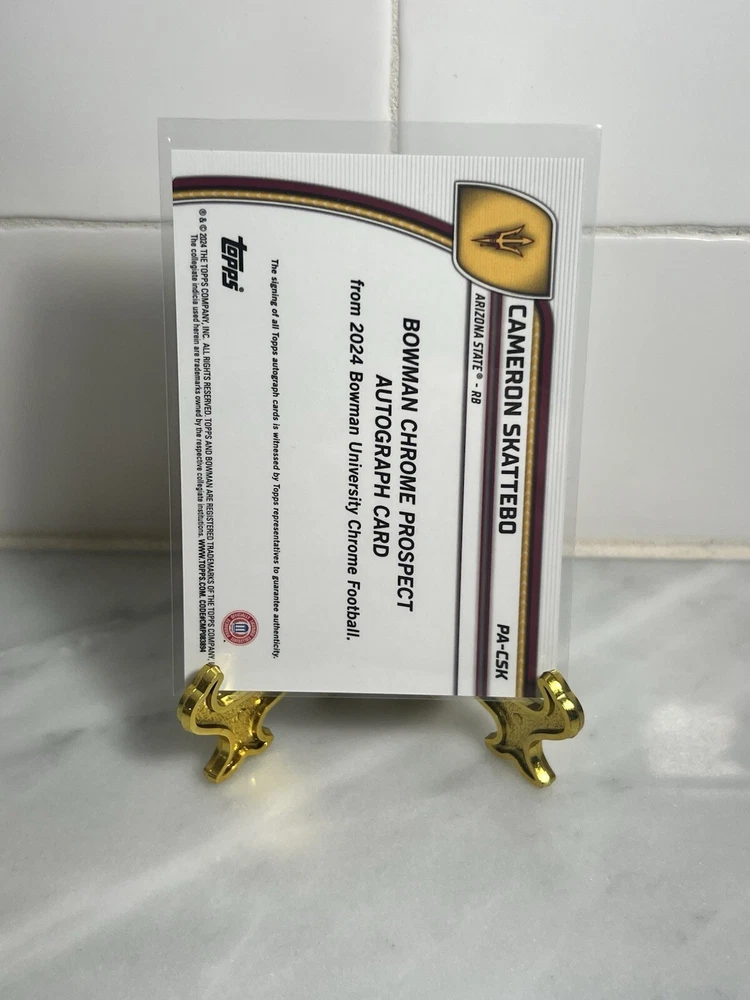 CAMERON SKATTEBO
PA-CSK
ARIZONA STATE® - RB
BOWMAN CHROME PROSPECT
AUTOGRAPH CARD
from 2024 Bowman University Chrome Football.
The signing of all Topps autograph cards is witnessed by Topps representatives to guarantee authenticity.
topps®
® & © 2024 THE TOPPS COMPANY, INC. ALL RIGHTS RESERVED. TOPPS AND BOWMAN ARE REGISTERED TRADEMARKS OF THE TOPPS COMPANY,
The collegiate indicia used herein are trademarks owned by the respective collegiate institutions. WWW.TOPPS.COM. CODE#CMP083894